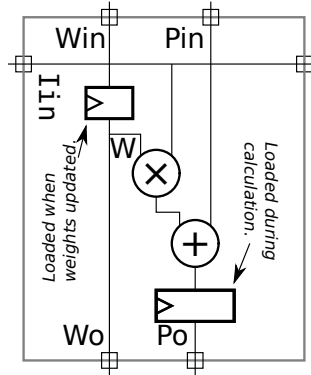 Win
Pin
Iin
W
×
+
Loaded when
weights updated.
Loaded during
calculation.
Wo
Po